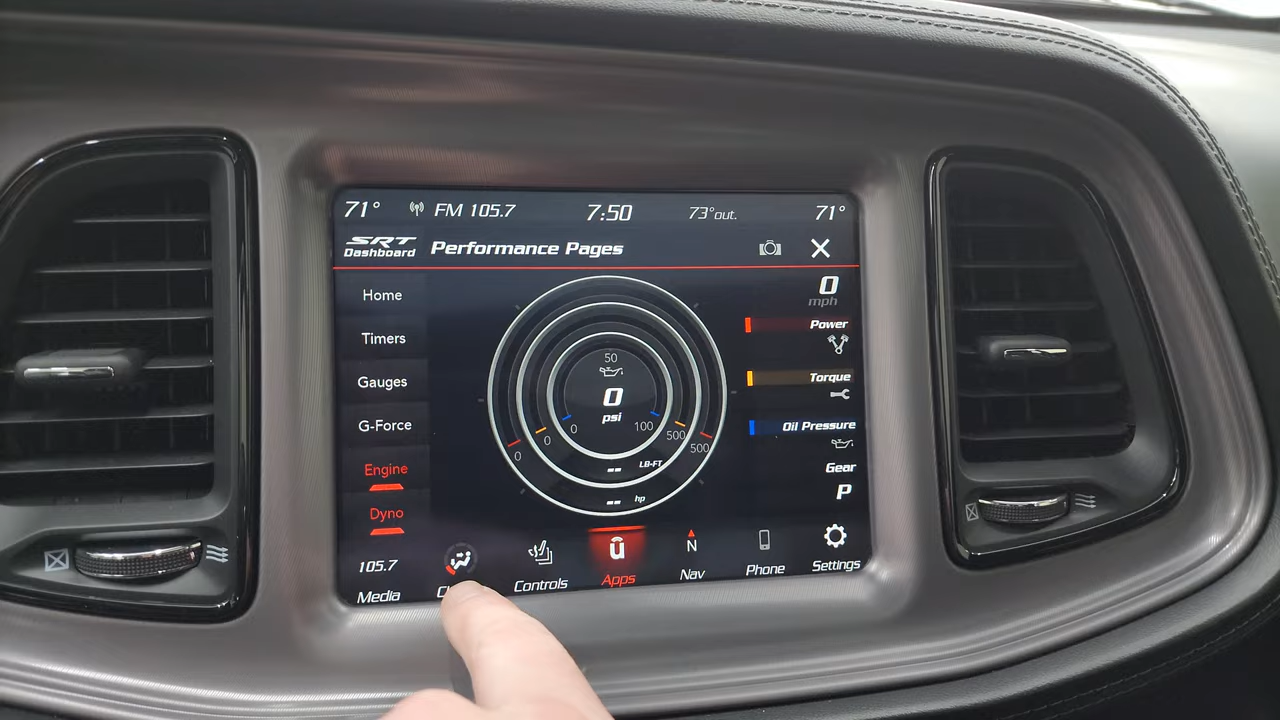 71° FM 105.7 7:50 73°out. 71°
SRT
Dashboard
Performance Pages
Home
Timers
Gauges
G-Force
Engine
Dyno
50
0
psi
0 0 0 100 500 500
-- LB-FT
-- hp
0
mph
Power
Torque
Oil Pressure
Gear
P
105.7
Media
Controls
û
Apps
N
Nav
Phone
Settings